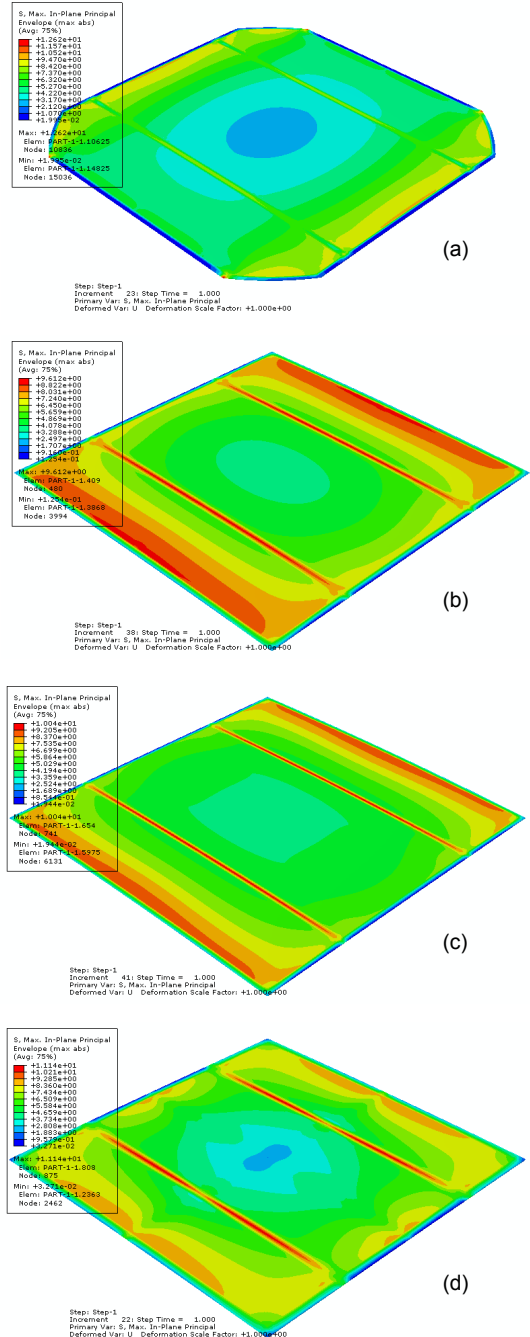 S, Max. In-Plane Principal
Envelope (max abs)
(Avg: 75%)
+1.262e+01
+1.157e+01
+1.052e+01
+9.470e+00
+8.420e+00
+7.370e+00
+6.320e+00
+5.270e+00
+4.220e+00
+3.170e+00
+2.120e+00
+1.070e+00
+1.995e-02
Max: +1.262e+01
Elem: PART-1-1.10625
Node: 10836
Min: +1.995e-02
Elem: PART-1-1.14825
Node: 15036
(a)
Step: Step-1
Increment 23: Step Time = 1.000
Primary Var: S, Max. In-Plane Principal
Deformed Var: U Deformation Scale Factor: +1.000e+00
S, Max. In-Plane Principal
Envelope (max abs)
(Avg: 75%)
+9.612e+00
+8.822e+00
+8.031e+00
+7.240e+00
+6.450e+00
+5.659e+00
+4.869e+00
+4.078e+00
+3.288e+00
+2.497e+00
+1.707e+00
+9.160e-01
+1.254e-01
Max: +9.612e+00
Elem: PART-1-1.409
Node: 480
Min: +1.254e-01
Elem: PART-1-1.3868
Node: 3994
(b)
Step: Step-1
Increment 38: Step Time = 1.000
Primary Var: S, Max. In-Plane Principal
Deformed Var: U Deformation Scale Factor: +1.000e+00
S, Max. In-Plane Principal
Envelope (max abs)
(Avg: 75%)
+1.004e+01
+9.205e+00
+8.370e+00
+7.535e+00
+6.699e+00
+5.864e+00
+5.029e+00
+4.194e+00
+3.359e+00
+2.524e+00
+1.689e+00
+8.544e-01
+1.944e-02
Max: +1.004e+01
Elem: PART-1-1.654
Node: 741
Min: +1.944e-02
Elem: PART-1-1.5975
Node: 6131
(c)
Step: Step-1
Increment 41: Step Time = 1.000
Primary Var: S, Max. In-Plane Principal
Deformed Var: U Deformation Scale Factor: +1.000e+00
S, Max. In-Plane Principal
Envelope (max abs)
(Avg: 75%)
+1.114e+01
+1.021e+01
+9.285e+00
+8.360e+00
+7.434e+00
+6.509e+00
+5.584e+00
+4.659e+00
+3.734e+00
+2.808e+00
+1.883e+00
+9.579e-01
+3.271e-02
Max: +1.114e+01
Elem: PART-1-1.808
Node: 875
Min: +3.271e-02
Elem: PART-1-1.2363
Node: 2462
(d)
Step: Step-1
Increment 22: Step Time = 1.000
Primary Var: S, Max. In-Plane Principal
Deformed Var: U Deformation Scale Factor: +1.000e+00